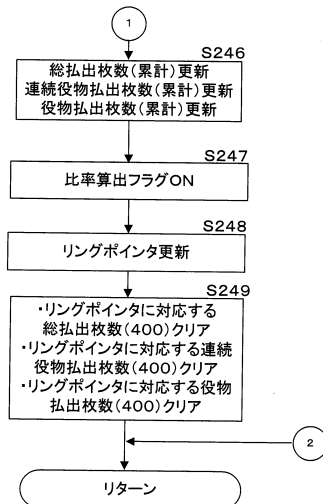 1
S246
総払出枚数(累計)更新
連続役物払出枚数(累計)更新
役物払出枚数(累計)更新
S247
比率算出フラグON
S248
リングポインタ更新
S249
・リングポインタに対応する
総払出枚数(400)クリア
・リングポインタに対応する連続
役物払出枚数(400)クリア
・リングポインタに対応する役物
払出枚数(400)クリア
2
リターン